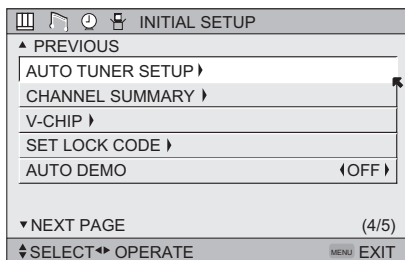 INITIAL SETUP
PREVIOUS
AUTO TUNER SETUP
CHANNEL SUMMARY
V-CHIP
SET LOCK CODE
AUTO DEMO OFF
NEXT PAGE (4/5)
SELECT OPERATE MENU EXIT